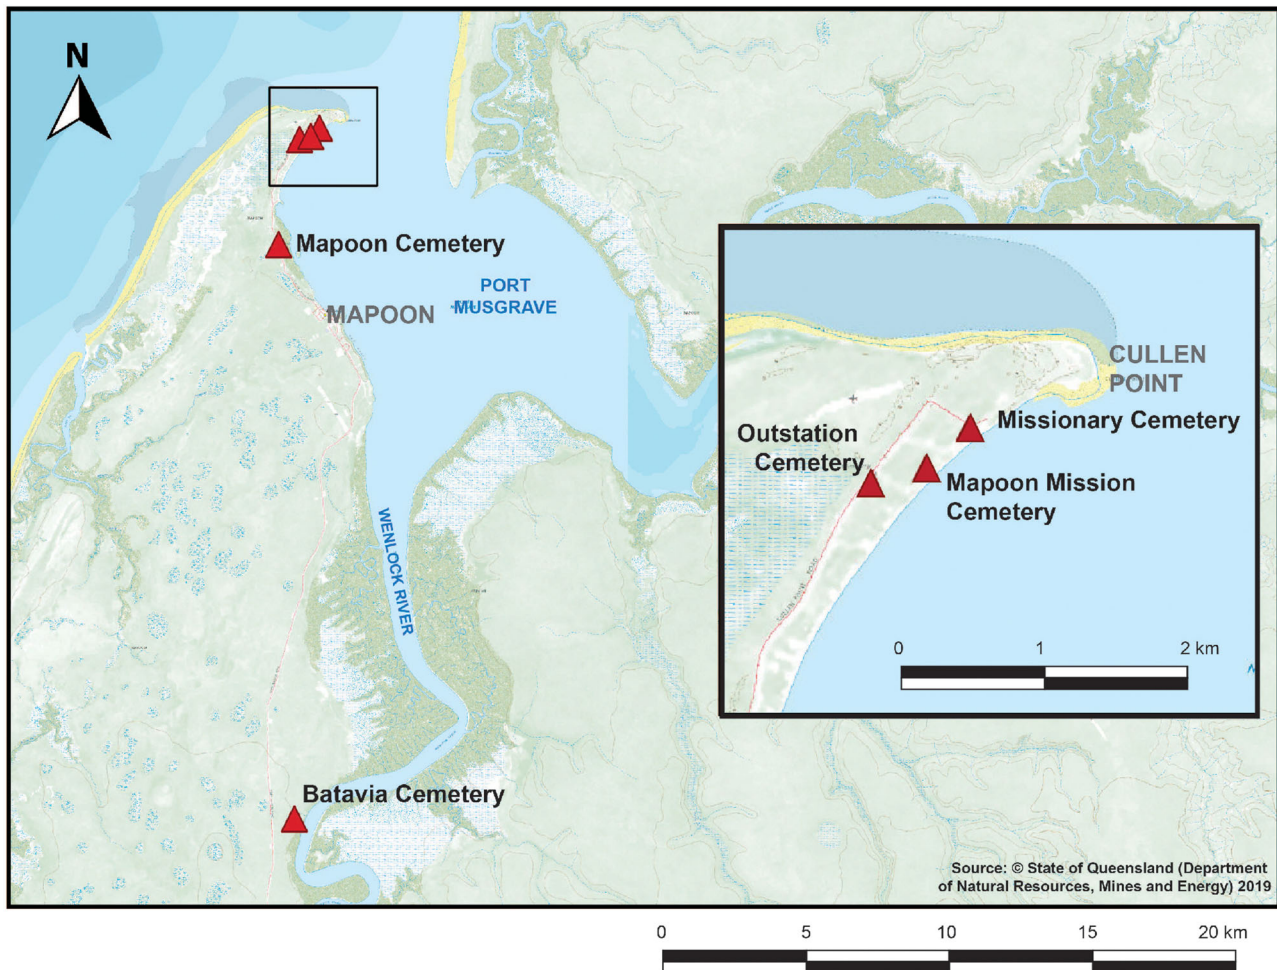 N
Mapoon Cemetery
PORT
MUSGRAVE
MAPOON
WENLOCK RIVER
Batavia Cemetery
CULLEN
POINT
Missionary Cemetery
Outstation
Cemetery
Mapoon Mission
Cemetery
0 1 2 km
Source: © State of Queensland (Department
of Natural Resources, Mines and Energy) 2019
0 5 10 15 20 km